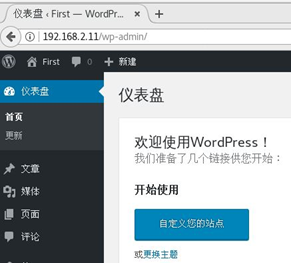 仪表盘 ‹ First — WordPr...
192.168.2.11/wp-admin/
First 0 新建
仪表盘
仪表盘
首页
更新
欢迎使用WordPress！
我们准备了几个链接供您开始：
文章
开始使用
媒体
页面
自定义您的站点
评论
或更换主题